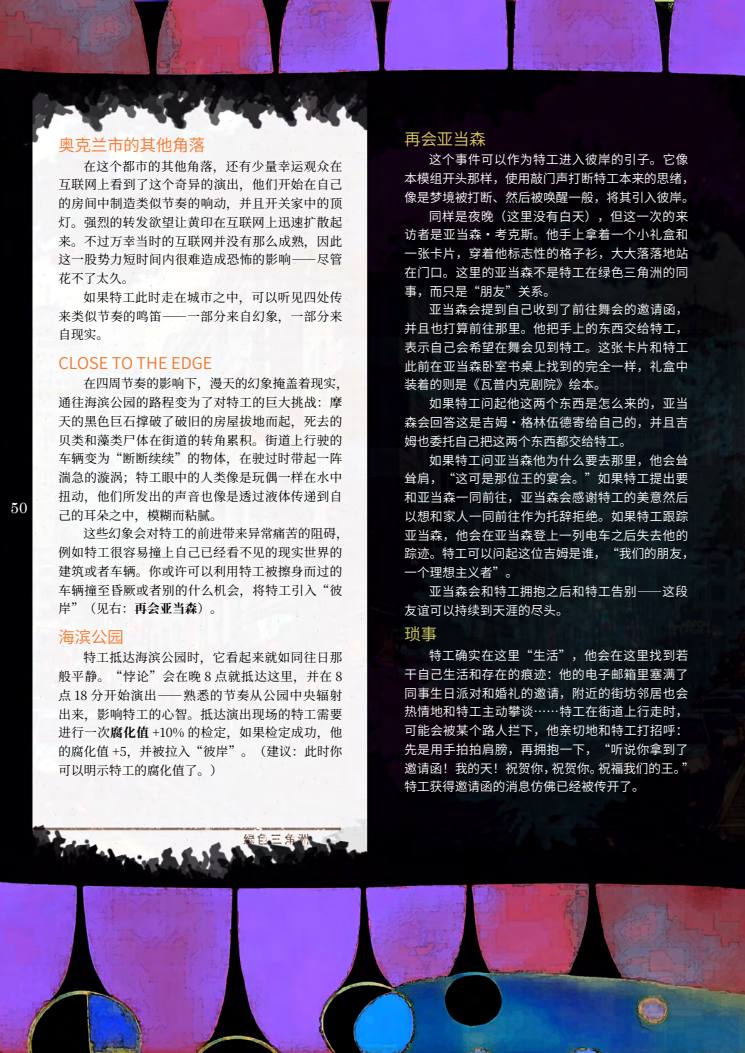 奥克兰市的其他角落
在这个都市的其他角落，还有少量幸运观众在
互联网上看到了这个奇异的演出，他们开始在自己
的房间中制造类似节奏的响动，并且开关家中的顶
灯。强烈的转发欲望让黄印在互联网上迅速扩散起
来。不过万幸当时的互联网并没有那么成熟，因此
这一股势力短时间内很难造成恐怖的影响——尽管
花不了太久。
如果特工此时走在城市之中，可以听见四处传
来类似节奏的鸣笛——一部分来自幻象，一部分来
自现实。
CLOSE TO THE EDGE
在四周节奏的影响下，漫天的幻象掩盖着现实，
通往海滨公园的路程变为了对特工的巨大挑战：摩
天的黑色巨石撑破了破旧的房屋拔地而起，死去的
贝类和藻类尸体在街道的转角累积。街道上行驶的
车辆变为“断断续续”的物体，在驶过时带起一阵
湍急的漩涡；特工眼中的人类像是玩偶一样在水中
扭动，他们所发出的声音也像是透过液体传递到自
己的耳朵之中，模糊而粘腻。
这些幻象会对特工的前进带来异常痛苦的阻碍，
例如特工很容易撞上自己已经看不见的现实世界的
建筑或者车辆。你或许可以利用特工被擦身而过的
车辆撞至昏厥或者别的什么机会，将特工引入“彼
岸”（见右：再会亚当森）。
海滨公园
特工抵达海滨公园时，它看起来就如同往日那
般平静。“悖论”会在晚 8 点就抵达这里，并在 8
点 18 分开始演出——熟悉的节奏从公园中央辐射
出来，影响特工的心智。抵达演出现场的特工需要
进行一次腐化值 +10% 的检定，如果检定成功，他
的腐化值 +5，并被拉入“彼岸”。（建议：此时你
可以明示特工的腐化值了。）
绿色三角洲
50
再会亚当森
这个事件可以作为特工进入彼岸的引子。它像
本模组开头那样，使用敲门声打断特工本来的思绪，
像是梦境被打断、然后被唤醒一般，将其引入彼岸。
同样是夜晚（这里没有白天），但这一次的来
访者是亚当森·考克斯。他手上拿着一个小礼盒和
一张卡片，穿着他标志性的格子衫，大大落落地站
在门口。这里的亚当森不是特工在绿色三角洲的同
事，而只是“朋友”关系。
亚当森会提到自己收到了前往舞会的邀请函，
并且也打算前往那里。他把手上的东西交给特工，
表示自己会希望在舞会见到特工。这张卡片和特工
此前在亚当森卧室书桌上找到的完全一样，礼盒中
装着的则是《瓦普内克剧院》绘本。
如果特工问起他这两个东西是怎么来的，亚当
森会回答这是吉姆·格林伍德寄给自己的，并且吉
姆也委托自己把这两个东西都交给特工。
如果特工问亚当森他为什么要去那里，他会耸
耸肩，“这可是那位王的宴会。”如果特工提出要
和亚当森一同前往，亚当森会感谢特工的美意然后
以想和家人一同前往作为托辞拒绝。如果特工跟踪
亚当森，他会在亚当森登上一列电车之后失去他的
踪迹。特工可以问起这位吉姆是谁，“我们的朋友，
一个理想主义者”。
亚当森会和特工拥抱之后和特工告别——这段
友谊可以持续到天涯的尽头。
琐事
特工确实在这里“生活”，他会在这里找到若
干自己生活和存在的痕迹：他的电子邮箱里塞满了
同事生日派对和婚礼的邀请，附近的街坊邻居也会
热情地和特工主动攀谈……特工在街道上行走时，
可能会被某个路人拦下，他亲切地和特工打招呼：
先是用手拍拍肩膀，再拥抱一下，“听说你拿到了
邀请函！我的天！祝贺你，祝贺你。祝福我们的王。”
特工获得邀请函的消息仿佛已经被传开了。